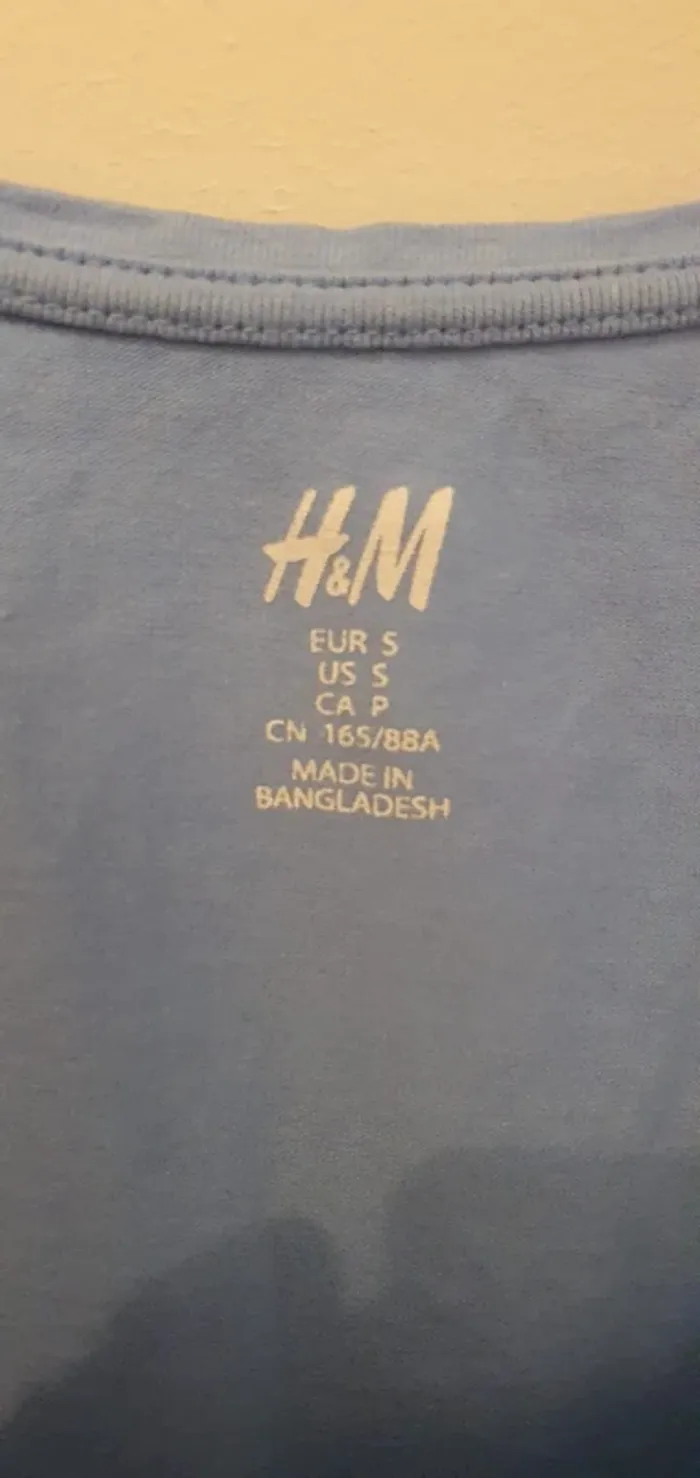 H&M
EUR S
US S
CA P
CN 165/88A
MADE IN
BANGLADESH